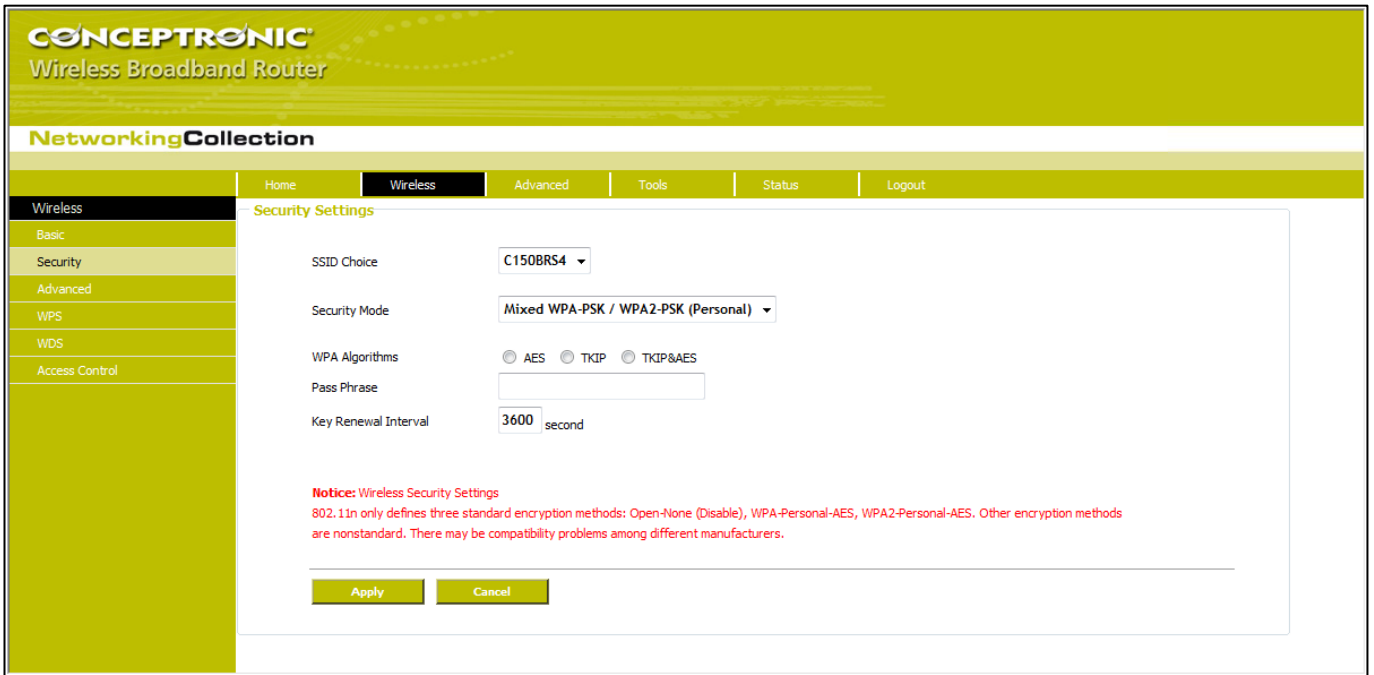 CONCEPTRONIC®
Wireless Broadband Router
NetworkingCollection
Home Wireless Advanced Tools Status Logout
Wireless
Basic
Security
Advanced
WPS
WDS
Access Control
Security Settings
SSID Choice C150BRS4
Security Mode Mixed WPA-PSK / WPA2-PSK (Personal)
WPA Algorithms AES TKIP TKIP&AES
Pass Phrase
Key Renewal Interval 3600 second
Notice: Wireless Security Settings
802.11n only defines three standard encryption methods: Open-None (Disable), WPA-Personal-AES, WPA2-Personal-AES. Other encryption methods
are nonstandard. There may be compatibility problems among different manufacturers.
Apply Cancel